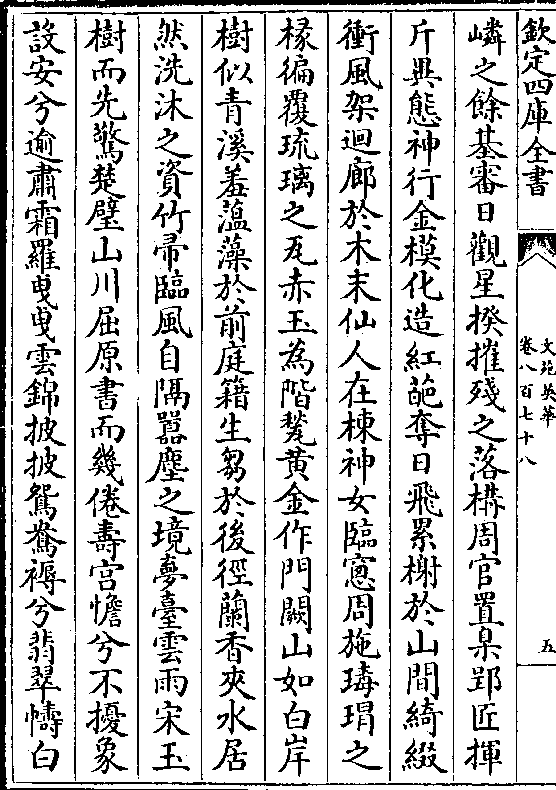 欽定四庫全書
文苑英華
卷八百七十八
五
嶙之餘基審日觀星揆摧殘之落構周官置臬郢匠揮
斤異態神行金模化造紅葩奪日飛累榭於山間綺綴
衝風架迴廊於木末仙人在棟神女臨窻周施瑇瑁之
椽徧覆琉璃之瓦赤玉為階甃黃金作門闕山如白岸
樹似青溪羞薀藻於前庭籍生芻於後徑蘭香夾水居
然洗沐之資竹帚臨風自隔囂塵之境夢臺雲雨宋玉
樹而先驚楚壁山川屈原書而幾倦壽宮憺兮不擾象
設安兮逾肅霜羅曳曳雲錦披披鴛鴦褥兮翡翠幬白